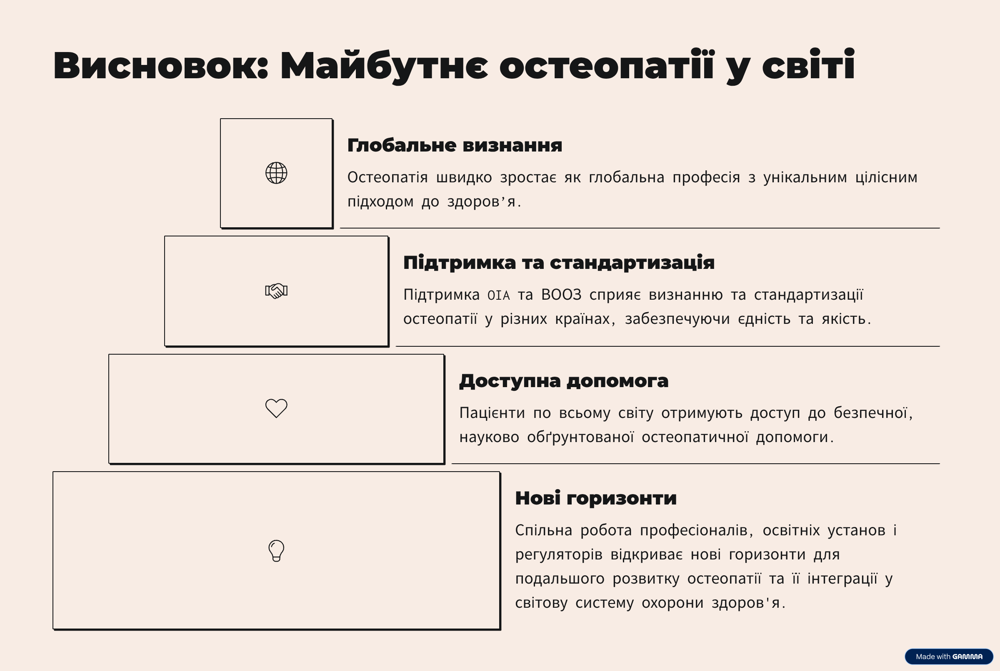 Висновок: Майбутнє остеопатії у світі
Глобальне визнання
Остеопатія швидко зростає як глобальна професія з унікальним цілісним
підходом до здоров’я.
Підтримка та стандартизація
Підтримка OIA та ВООЗ сприяє визнанню та стандартизації
остеопатії у різних країнах, забезпечуючи єдність та якість.
Доступна допомога
Пацієнти по всьому світу отримують доступ до безпечної,
науково обґрунтованої остеопатичної допомоги.
Нові горизонти
Спільна робота професіоналів, освітніх установ і
регуляторів відкриває нові горизонти для
подальшого розвитку остеопатії та її інтеграції у
світову систему охорони здоров'я.
Made with GAMMA